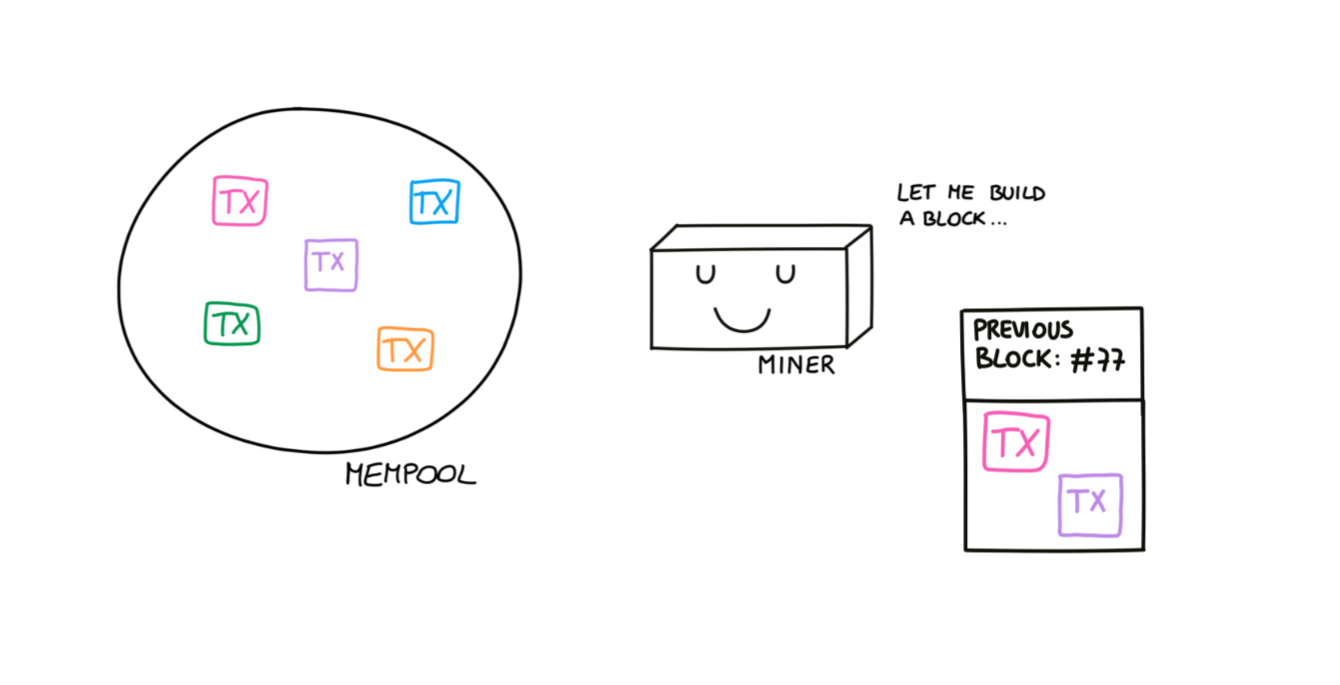 TX
TX
TX
TX
TX
MEMPOOL
MINER
LET ME BUILD
A BLOCK...
PREVIOUS
BLOCK: #77
TX
TX